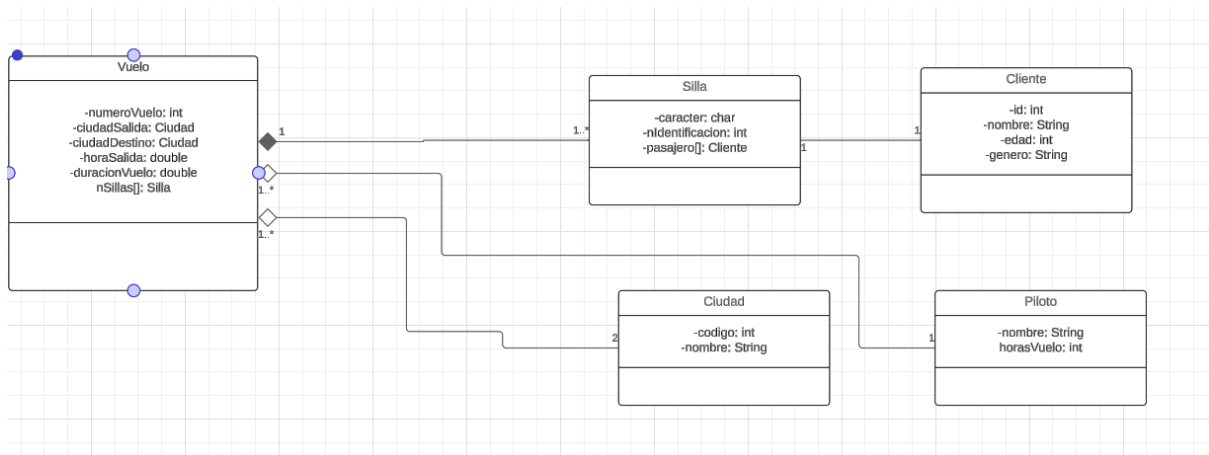 Vuelo
-numeroVuelo: int
-ciudadSalida: Ciudad
-ciudadDestino: Ciudad
-horaSalida: double
-duracionVuelo: double
nSillas[]: Silla
1
1..*
1..*
1..*
Silla
-caracter: char
-nIdentificacion: int
-pasajero[]: Cliente
1
1
Cliente
-id: int
-nombre: String
-edad: int
-genero: String
2
Ciudad
-codigo: int
-nombre: String
1
Piloto
-nombre: String
horasVuelo: int